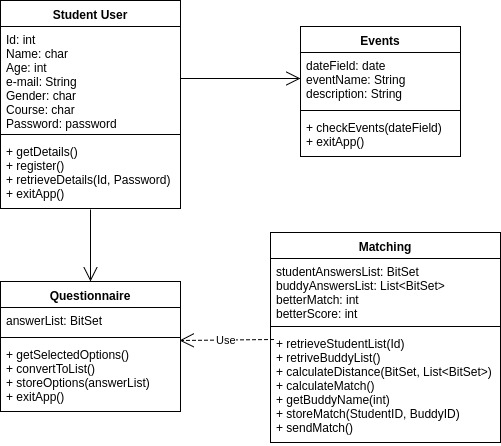 Student User
Id: int
Name: char
Age: int
e-mail: String
Gender: char
Course: char
Password: password
+ getDetails()
+ register()
+ retrieveDetails(Id, Password)
+ exitApp()
Events
dateField: date
eventName: String
description: String
+ checkEvents(dateField)
+ exitApp()
Questionnaire
answerList: BitSet
+ getSelectedOptions()
+ convertToList()
+ storeOptions(answerList)
+ exitApp()
Use
Matching
studentAnswersList: BitSet
buddyAnswersList: List<BitSet>
betterMatch: int
betterScore: int
+ retrieveStudentList(Id)
+ retriveBuddyList()
+ calculateDistance(BitSet, List<BitSet>)
+ calculateMatch()
+ getBuddyName(int)
+ storeMatch(StudentID, BuddyID)
+ sendMatch()